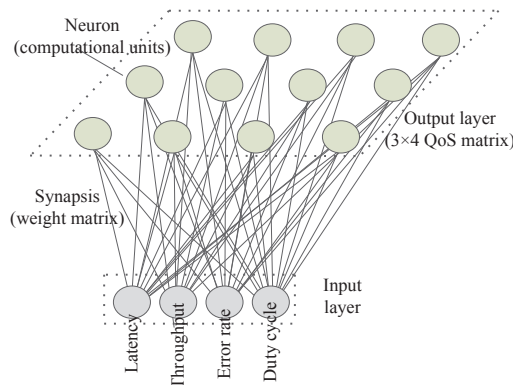 Neuron
(computational units)
Output layer
(3×4 QoS matrix)
Synapsis
(weight matrix)
Input
layer
Latency
Throughput
Error rate
Duty cycle